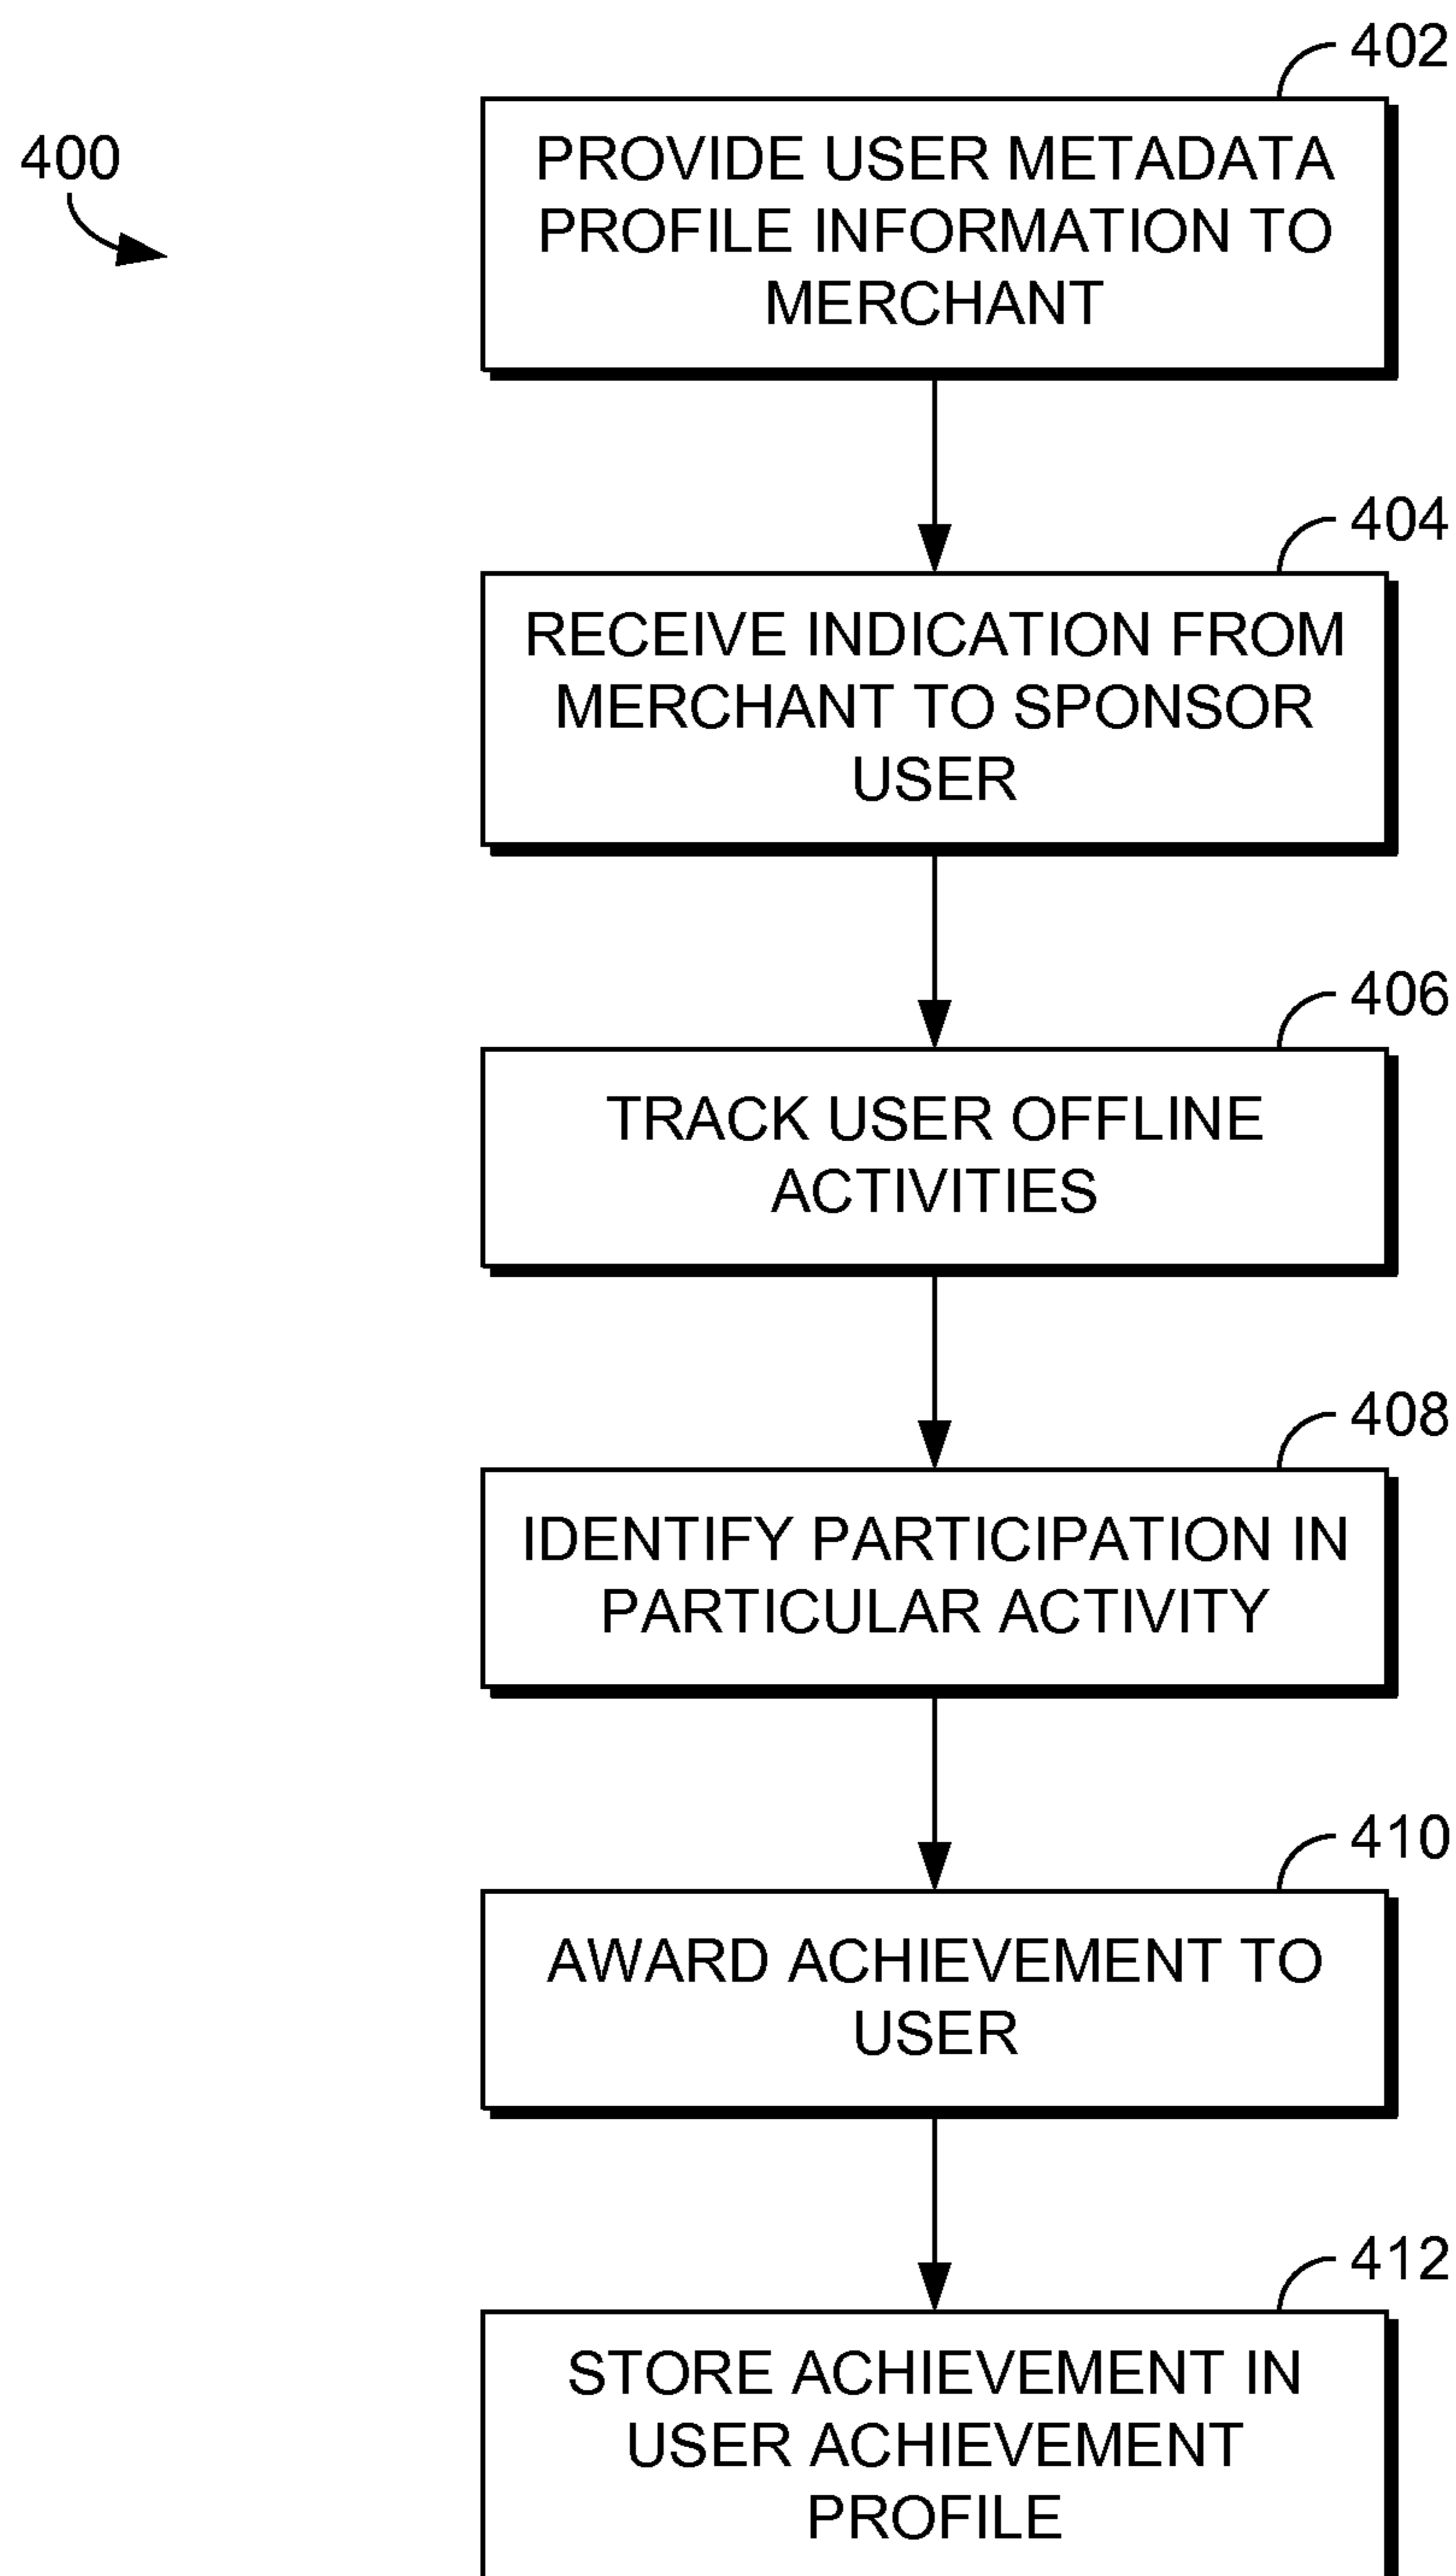 402
400
PROVIDE USER METADATA
PROFILE INFORMATION TO
MERCHANT
404
RECEIVE INDICATION FROM
MERCHANT TO SPONSOR
USER
406
TRACK USER OFFLINE
ACTIVITIES
408
IDENTIFY PARTICIPATION IN
PARTICULAR ACTIVITY
410
AWARD ACHIEVEMENT TO
USER
412
STORE ACHIEVEMENT IN
USER ACHIEVEMENT
PROFILE